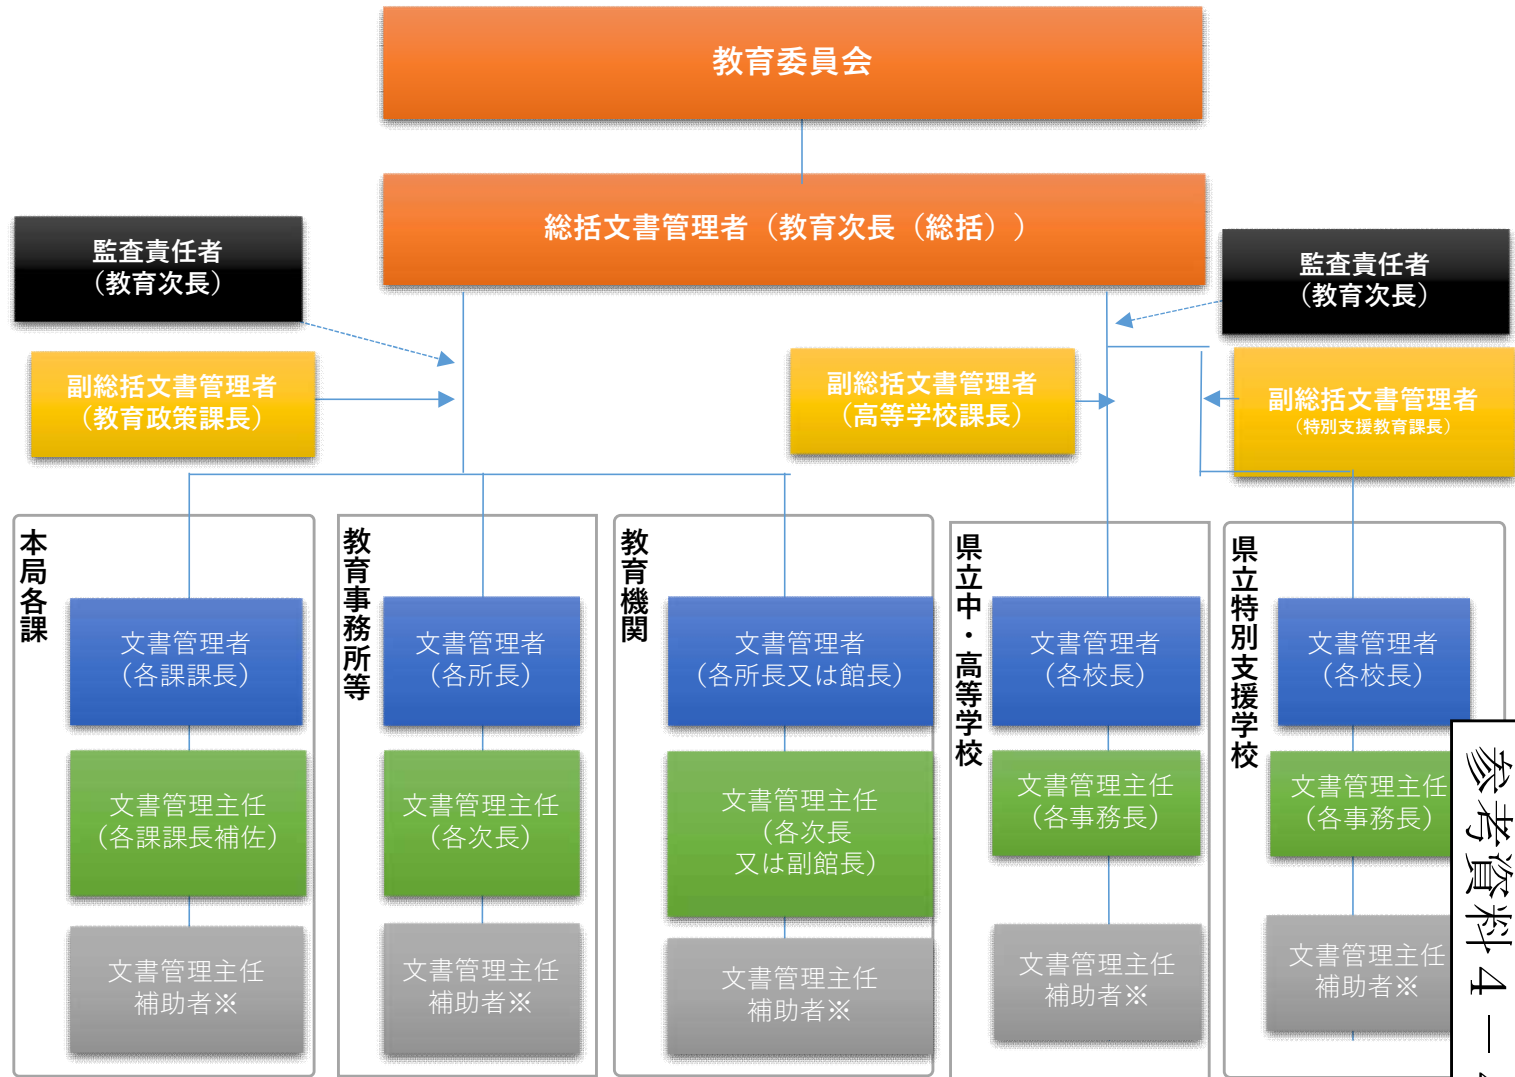 教育委員会
総括文書管理者（教育次長（総括））
監査責任者
（教育次長）
監査責任者
（教育次長）
副総括文書管理者
（教育政策課長）
副総括文書管理者
（高等学校課長）
副総括文書管理者
（特別支援教育課長）
本局各課
文書管理者
（各課課長）
文書管理主任
（各課課長補佐）
文書管理主任
補助者※
教育事務所等
文書管理者
（各所長）
文書管理主任
（各次長）
文書管理主任
補助者※
教育機関
文書管理者
（各所長又は館長）
文書管理主任
（各次長
又は副館長）
文書管理主任
補助者※
県立中・高等学校
文書管理者
（各校長）
文書管理主任
（各事務長）
文書管理主任
補助者※
県立特別支援学校
文書管理者
（各校長）
文書管理主任
（各事務長）
文書管理主任
補助者※
参考資料４－